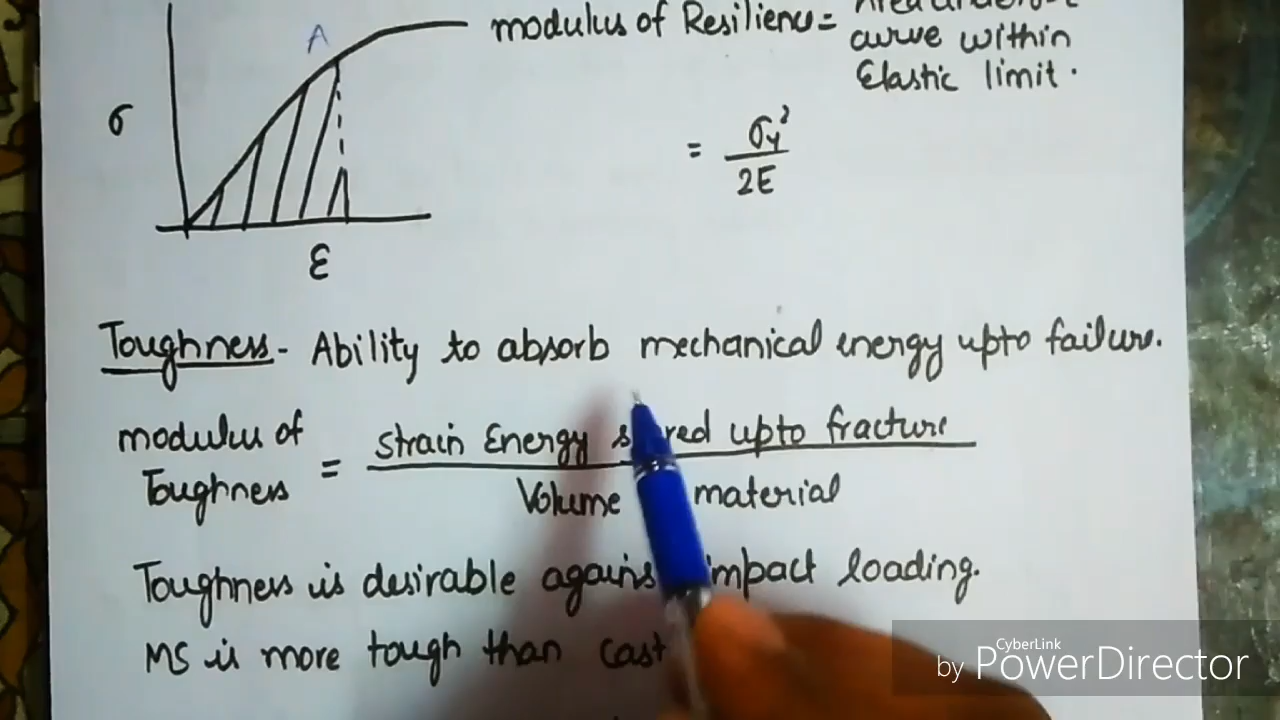 A
modulus of Resilience =
curve within
Elastic limit.
σ
= σy²
2E
ε
Toughness - Ability to absorb mechanical energy upto failure.
modulus of
Toughness
= strain Energy upto fracture
Volume material
Toughness is desirable impact loading.
MS is more tough than cast
CyberLink
by PowerDirector